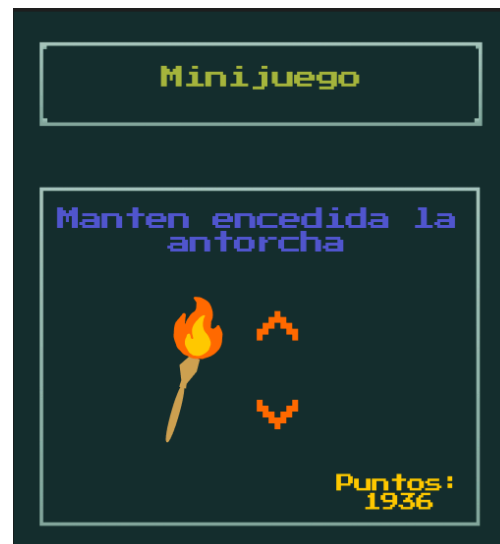 Minijuego
Manten encedida la
antorcha
Puntos:
1936